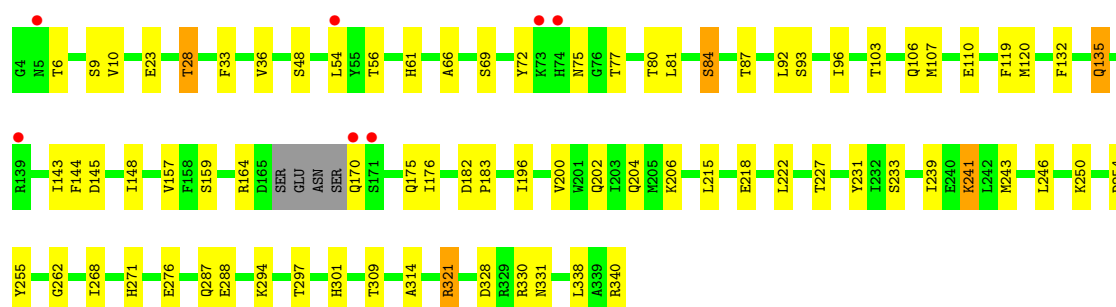 G4 N5 T6 S9 V10 E23 T28 F33 V36 S48 L54 Y55 T56 H61 A66 S69 Y72 K73 H74 N75 G76 T77 T80 L81 S84 T87 L92 S93 I96 T103 Q106 M107 E110 F119 M120 F132 Q135
R139 I143 F144 D145 I148 V157 F158 S159 R164 D165 SER GLU ASN SER Q170 S171 Q175 I176 D182 P183 I196 V200 W201 Q202 I203 Q204 M205 K206 L215 E218 L222 T227 Y231 I232 S233 I239 E240 K241 L242 M243 L246 K250
Y255 G262 I268 H271 E276 Q287 E288 K294 T297 H301 T309 A314 R321 D328 R329 R330 N331 L338 A339 R340